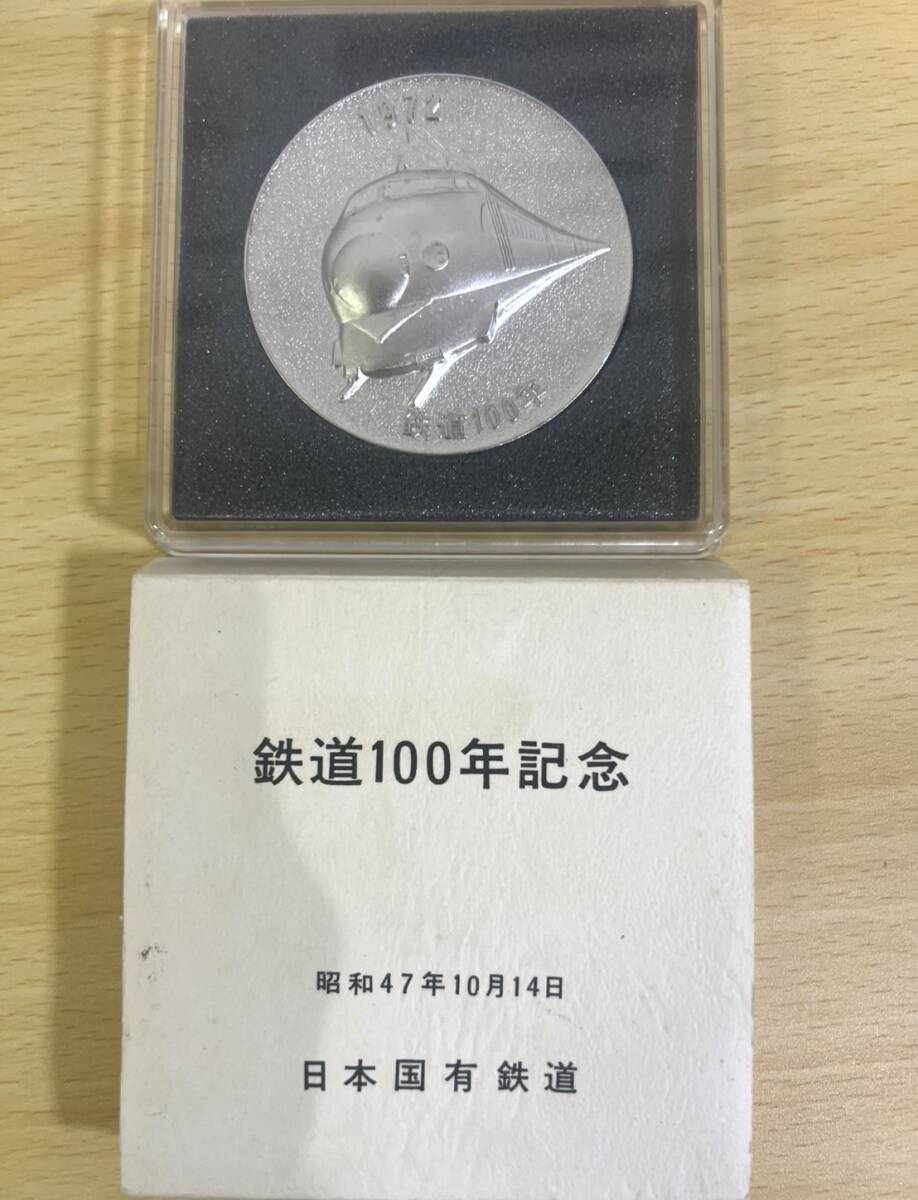 1972
鉄道100年
鉄道100年記念
昭和47年10月14日
日本国有鉄道